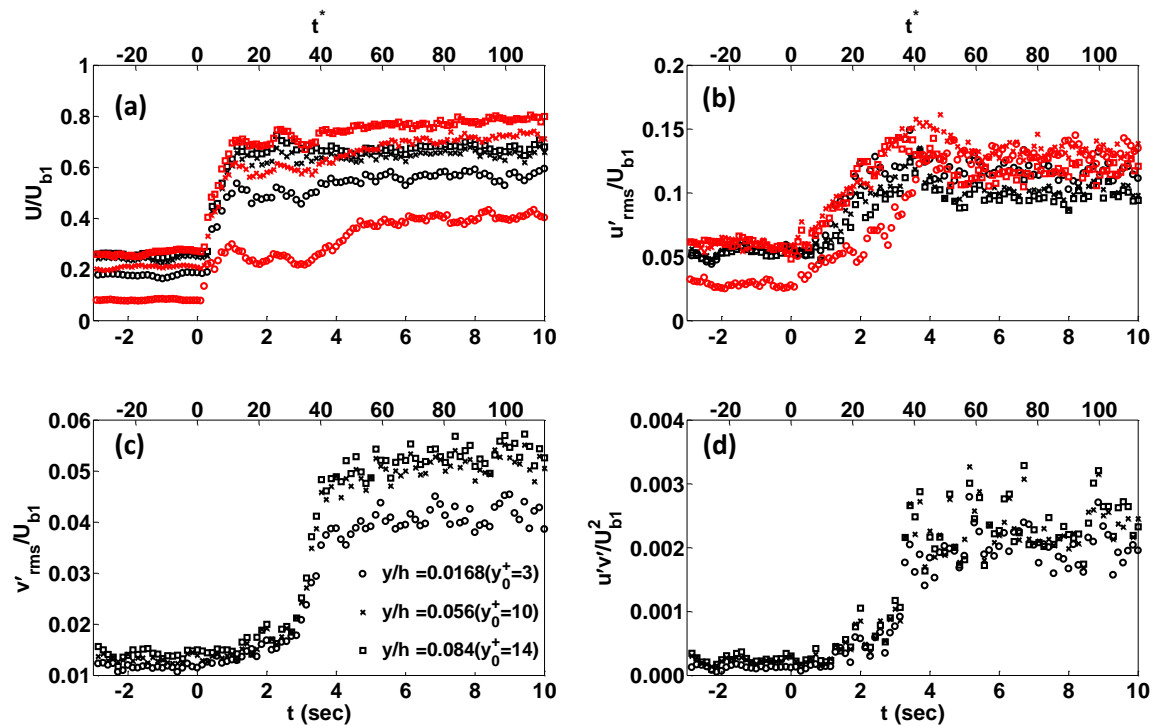 t*
-20 0 20 40 60 80 100
(a)
U/U_b1
1
0.8
0.6
0.4
0.2
0
-2 0 2 4 6 8 10
t*
-20 0 20 40 60 80 100
(b)
u'_rms/U_b1
0.2
0.15
0.1
0.05
0
-2 0 2 4 6 8 10
-20 0 20 40 60 80 100
(c)
v'_rms/U_b1
0.06
0.05
0.04
0.03
0.02
0.01
y/h =0.0168(y_0^+=3)
y/h =0.056(y_0^+=10)
y/h =0.084(y_0^+=14)
-2 0 2 4 6 8 10
t (sec)
-20 0 20 40 60 80 100
(d)
u'v'/U_b1^2
0.004
0.003
0.002
0.001
0.000
-2 0 2 4 6 8 10
t (sec)